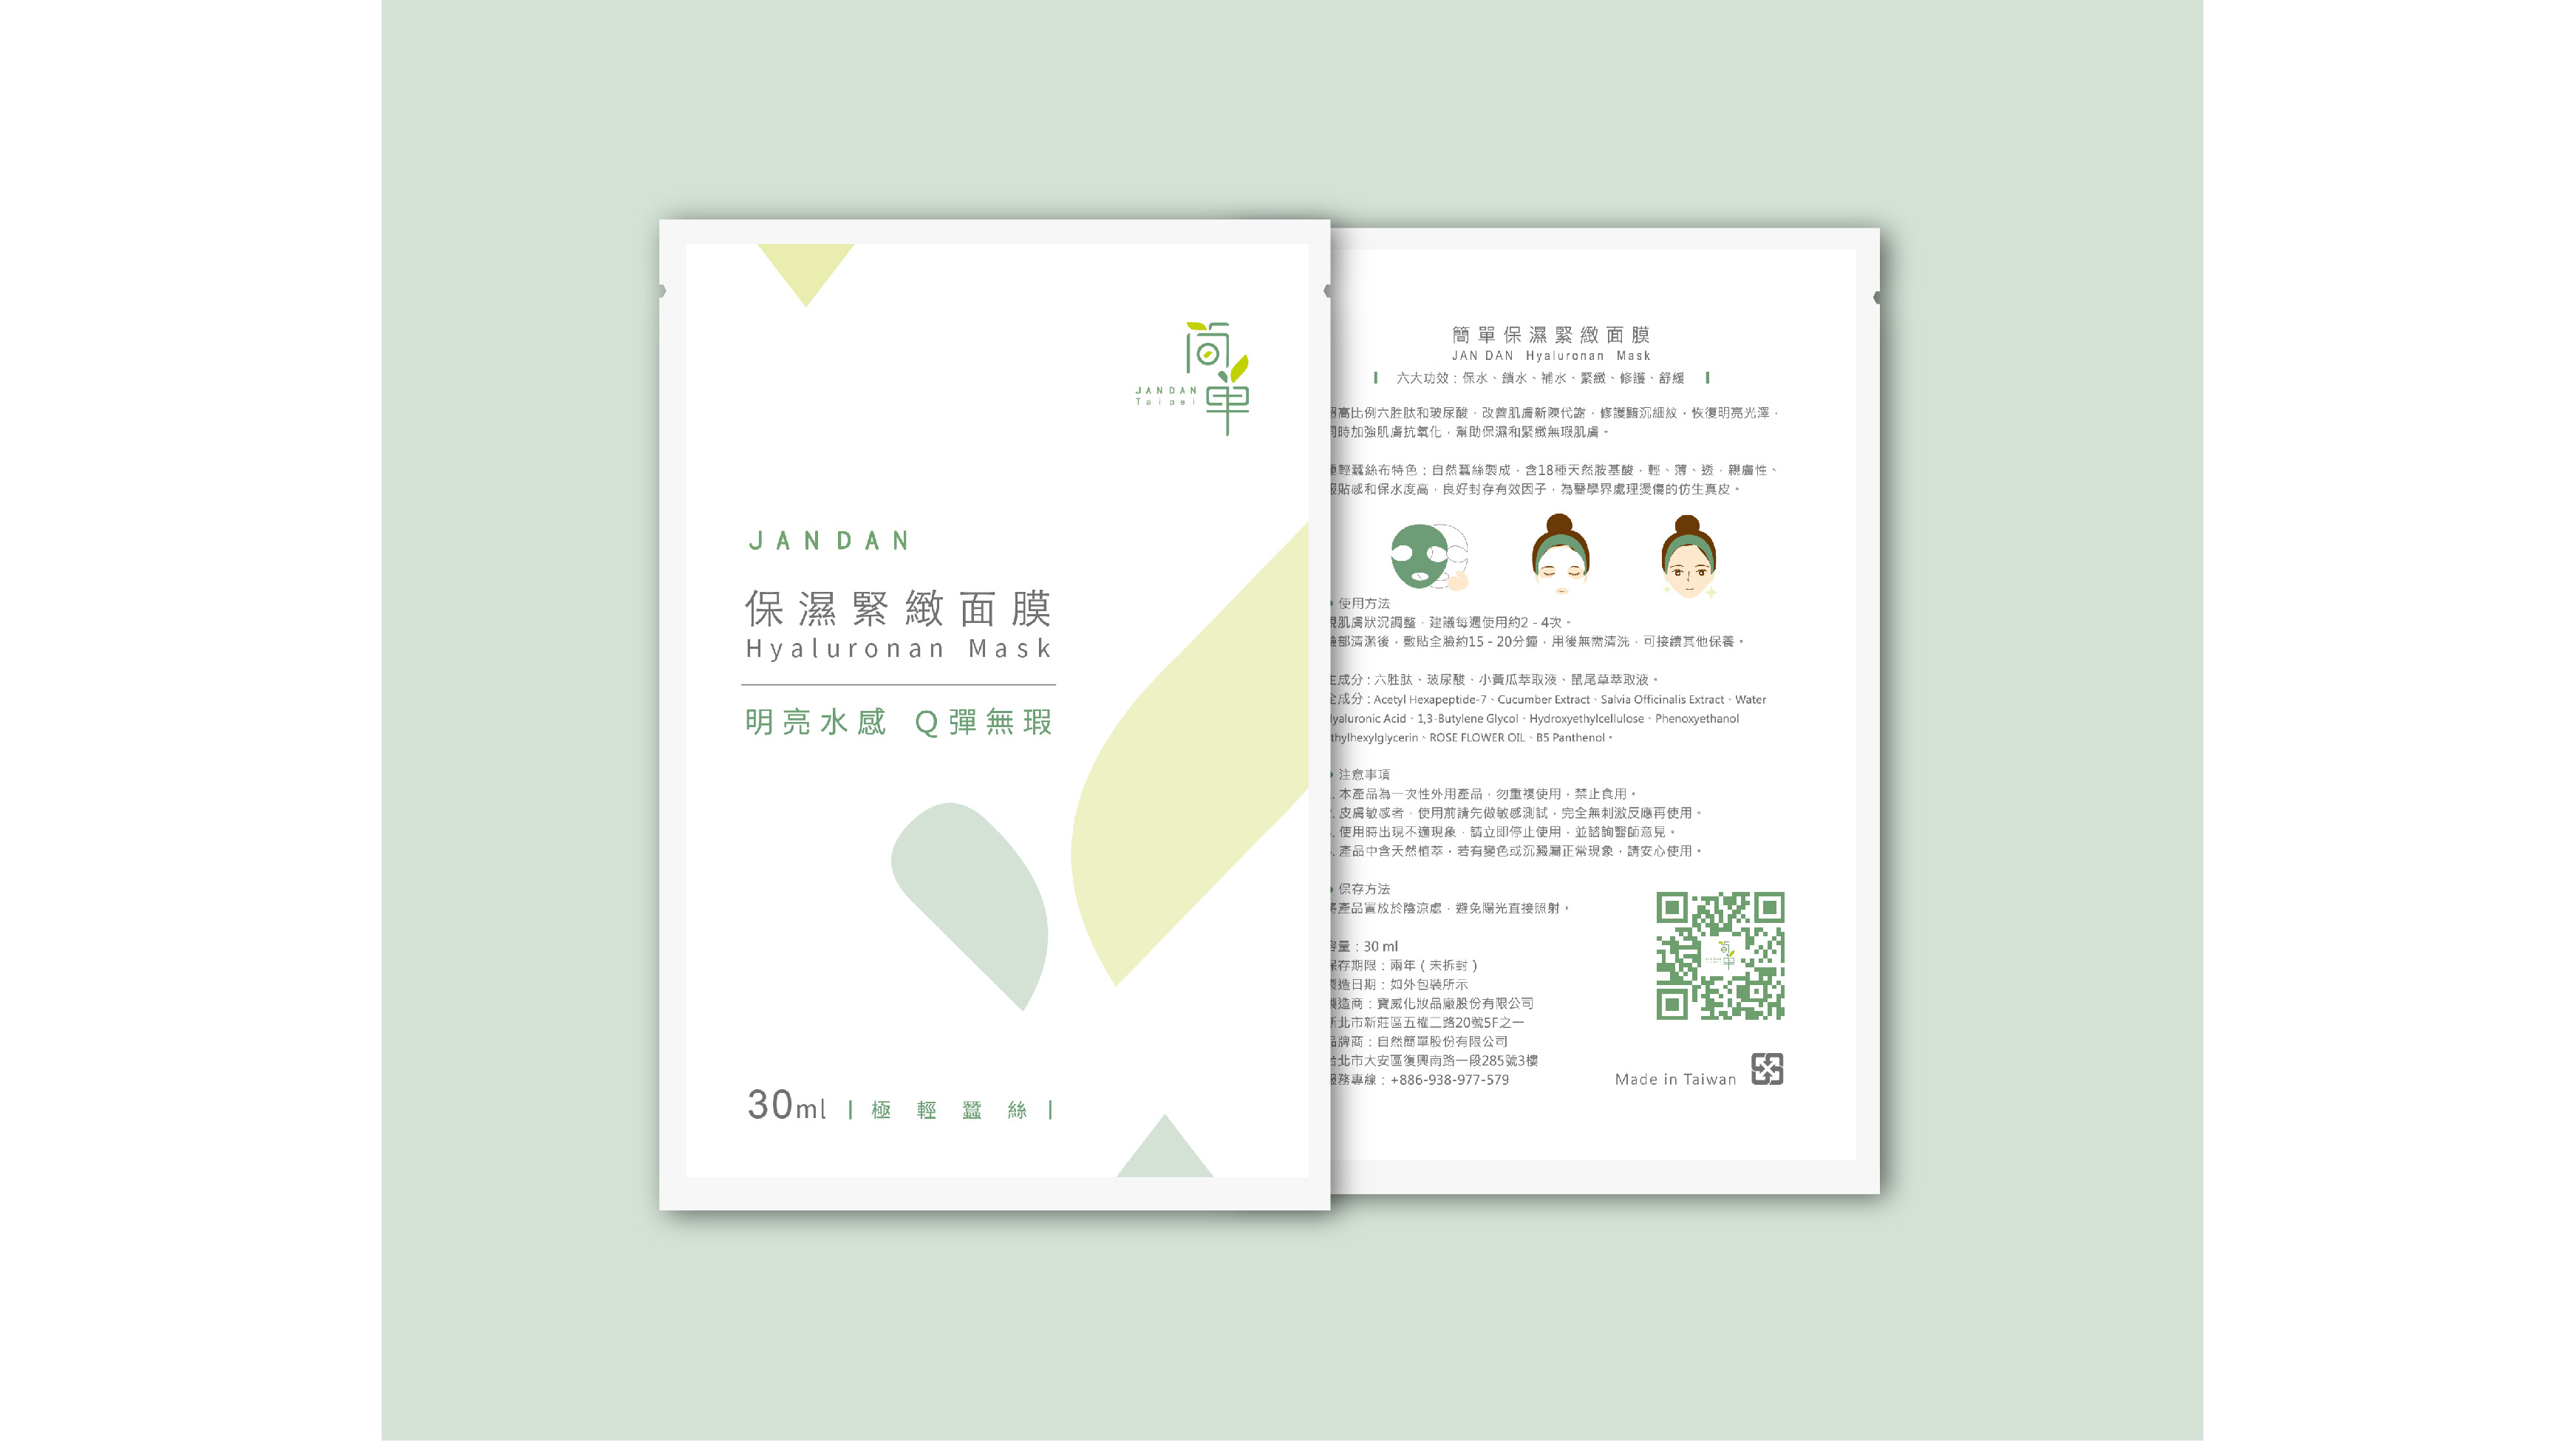 簡單
JANDAN
Taipei
JANDAN
保濕緊緻面膜
Hyaluronan Mask
明亮水感 Q彈無瑕
30ml | 極輕蠶絲 |
簡單保濕緊緻面膜
JAN DAN Hyaluronan Mask
六大功效：保水、鎖水、補水、緊緻、修護、舒緩
高比例六胜肽和玻尿酸，改善肌膚新陳代謝，修護黯沉細紋，恢復明亮光澤，
時加強肌膚抗氧化，幫助保濕和緊緻無瑕肌膚。
輕蠶絲布特色：自然蠶絲製成，含18種天然胺基酸，輕、薄、透，親膚性、
貼感和保水度高，良好封存有效因子，為醫學界處理燙傷的仿生真皮。
使用方法
肌膚狀況調整，建議每週使用約2 - 4次。
部清潔後，敷貼全臉約15 - 20分鐘，用後無需清洗，可接續其他保養。
成分：六胜肽、玻尿酸、小黃瓜萃取液、鼠尾草萃取液。
成分：Acetyl Hexapeptide-7、Cucumber Extract、Salvia Officinalis Extract、Water
yaluronic Acid、1,3-Butylene Glycol、Hydroxyethylcellulose、Phenoxyethanol
thylhexylglycerin、ROSE FLOWER OIL、B5 Panthenol。
注意事項
. 本產品為一次性外用產品，勿重複使用，禁止食用。
. 皮膚敏感者，使用前請先做敏感測試，完全無刺激反應再使用。
. 使用時出現不適現象，請立即停止使用，並諮詢醫師意見。
. 產品中含天然植萃，若有變色或沉澱屬正常現象，請安心使用。
保存方法
產品置放於陰涼處，避免陽光直接照射。
量：30 ml
存期限：兩年（未拆封）
造日期：如外包裝所示
造商：寶威化妝品廠股份有限公司
北市新莊區五權二路20號5F之一
牌商：自然簡單股份有限公司
北市大安區復興南路一段285號3樓
務專線：+886-938-977-579
Made in Taiwan